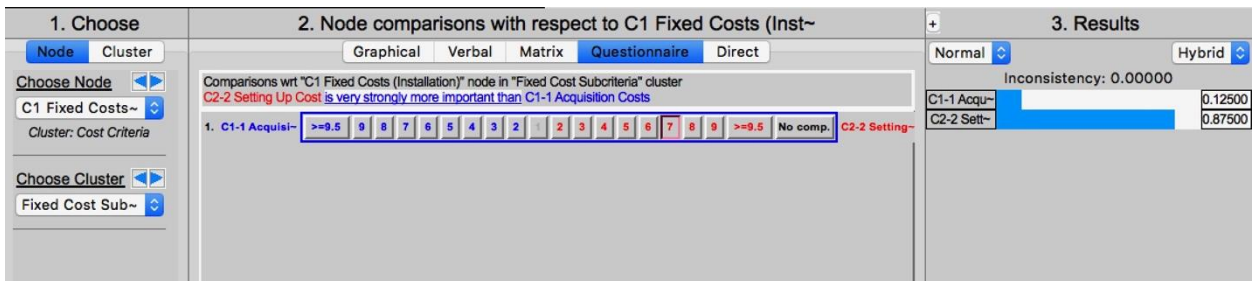 1. Choose
2. Node comparisons with respect to C1 Fixed Costs (Inst~
+
3. Results
Node Cluster
Graphical Verbal Matrix Questionnaire Direct
Normal
Hybrid
Choose Node
C1 Fixed Costs~
Cluster: Cost Criteria
Choose Cluster
Fixed Cost Sub~
Comparisons wrt "C1 Fixed Costs (Installation)" node in "Fixed Cost Subcriteria" cluster
C2-2 Setting Up Cost is very strongly more important than C1-1 Acquisition Costs
1. C1-1 Acquisi~ >=9.5 9 8 7 6 5 4 3 2 1 2 3 4 5 6 7 8 9 >=9.5 No comp. C2-2 Setting~
Inconsistency: 0.00000
C1-1 Acqu~ 0.12500
C2-2 Sett~ 0.87500